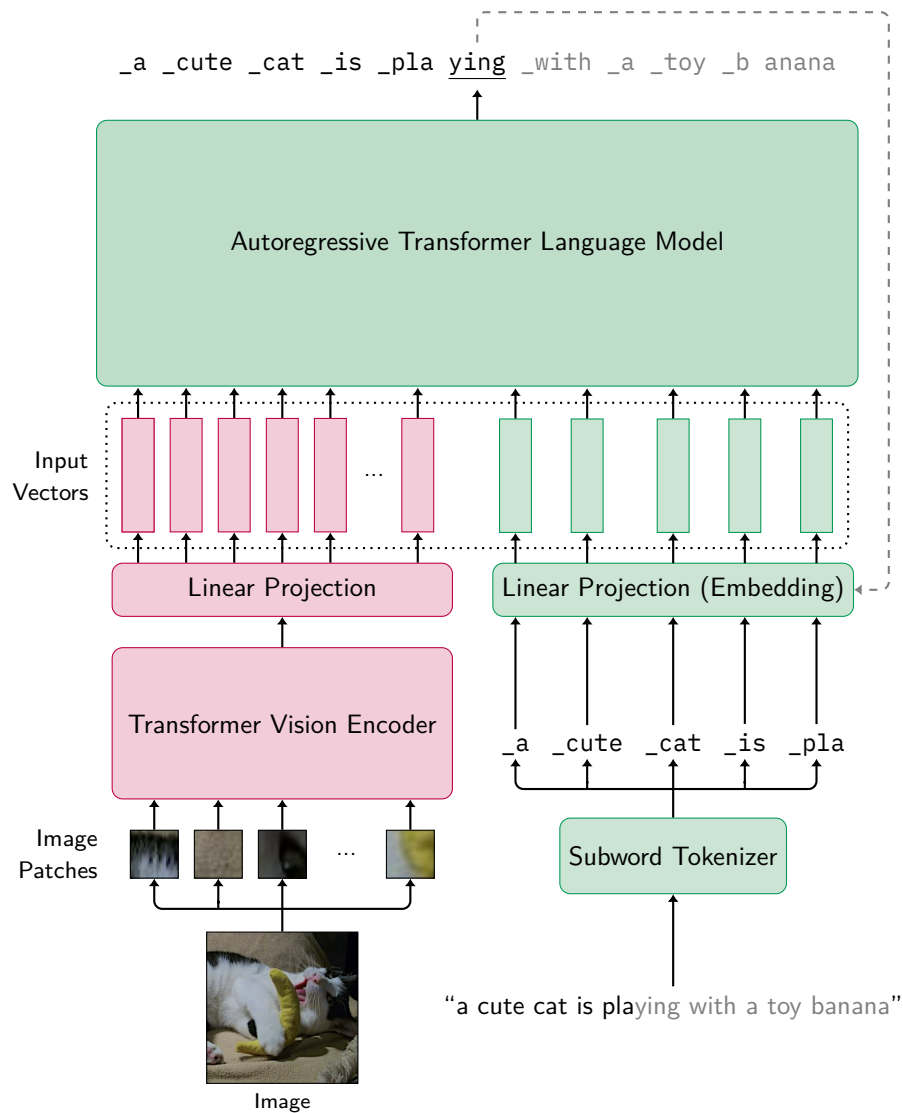 _a _cute _cat _is _pla ying _with _a _toy _b anana
Autoregressive Transformer Language Model
Input
Vectors
...
Linear Projection
Linear Projection (Embedding)
Transformer Vision Encoder
_a _cute _cat _is _pla
Image
Patches
...
Subword Tokenizer
“a cute cat is playing with a toy banana”
Image